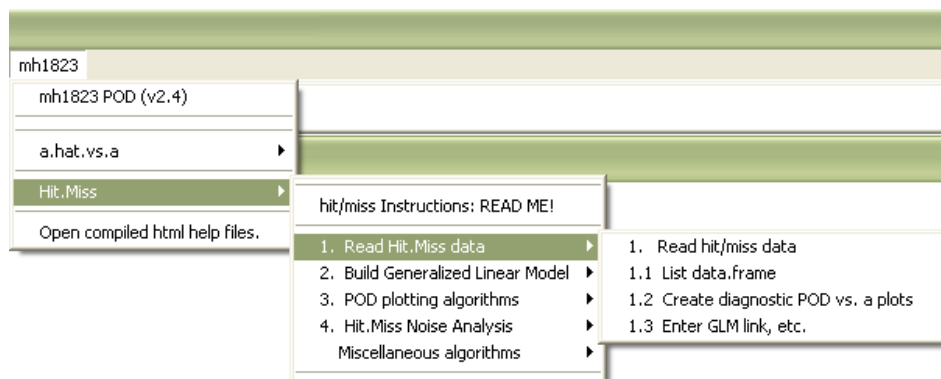 mh1823
mh1823 POD (v2.4)
a.hat.vs.a
Hit.Miss
Open compiled html help files.
hit/miss Instructions: READ ME!
1. Read Hit.Miss data
2. Build Generalized Linear Model
3. POD plotting algorithms
4. Hit.Miss Noise Analysis
Miscellaneous algorithms
1. Read hit/miss data
1.1 List data.frame
1.2 Create diagnostic POD vs. a plots
1.3 Enter GLM link, etc.